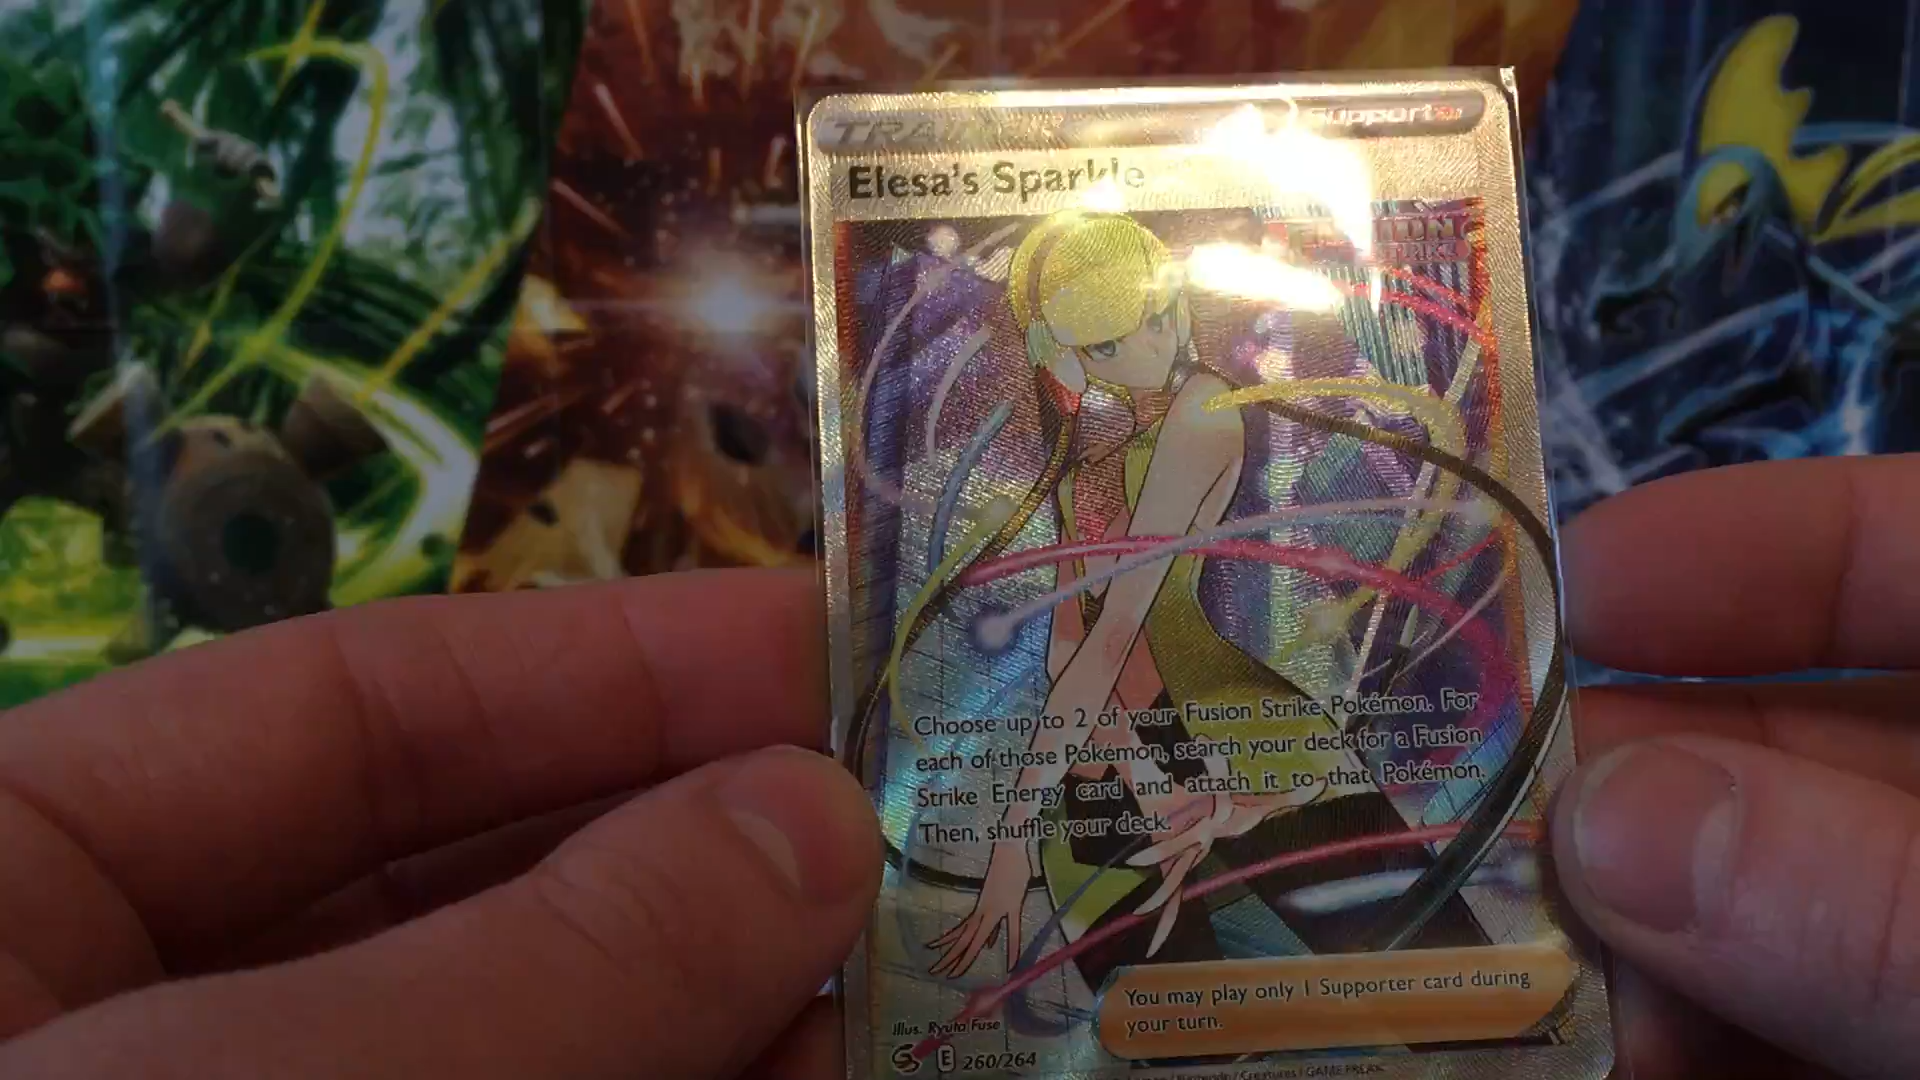 TRAINER Supporter
Elesa's Sparkle
FUSION
STRIKE
Choose up to 2 of your Fusion Strike Pokémon. For
each of those Pokémon, search your deck for a Fusion
Strike Energy card and attach it to that Pokémon.
Then, shuffle your deck.
You may play only 1 Supporter card during
your turn.
Illus. Ryuta Fuse
E 260/264
/ Nintendo / Creatures / GAME FREAK